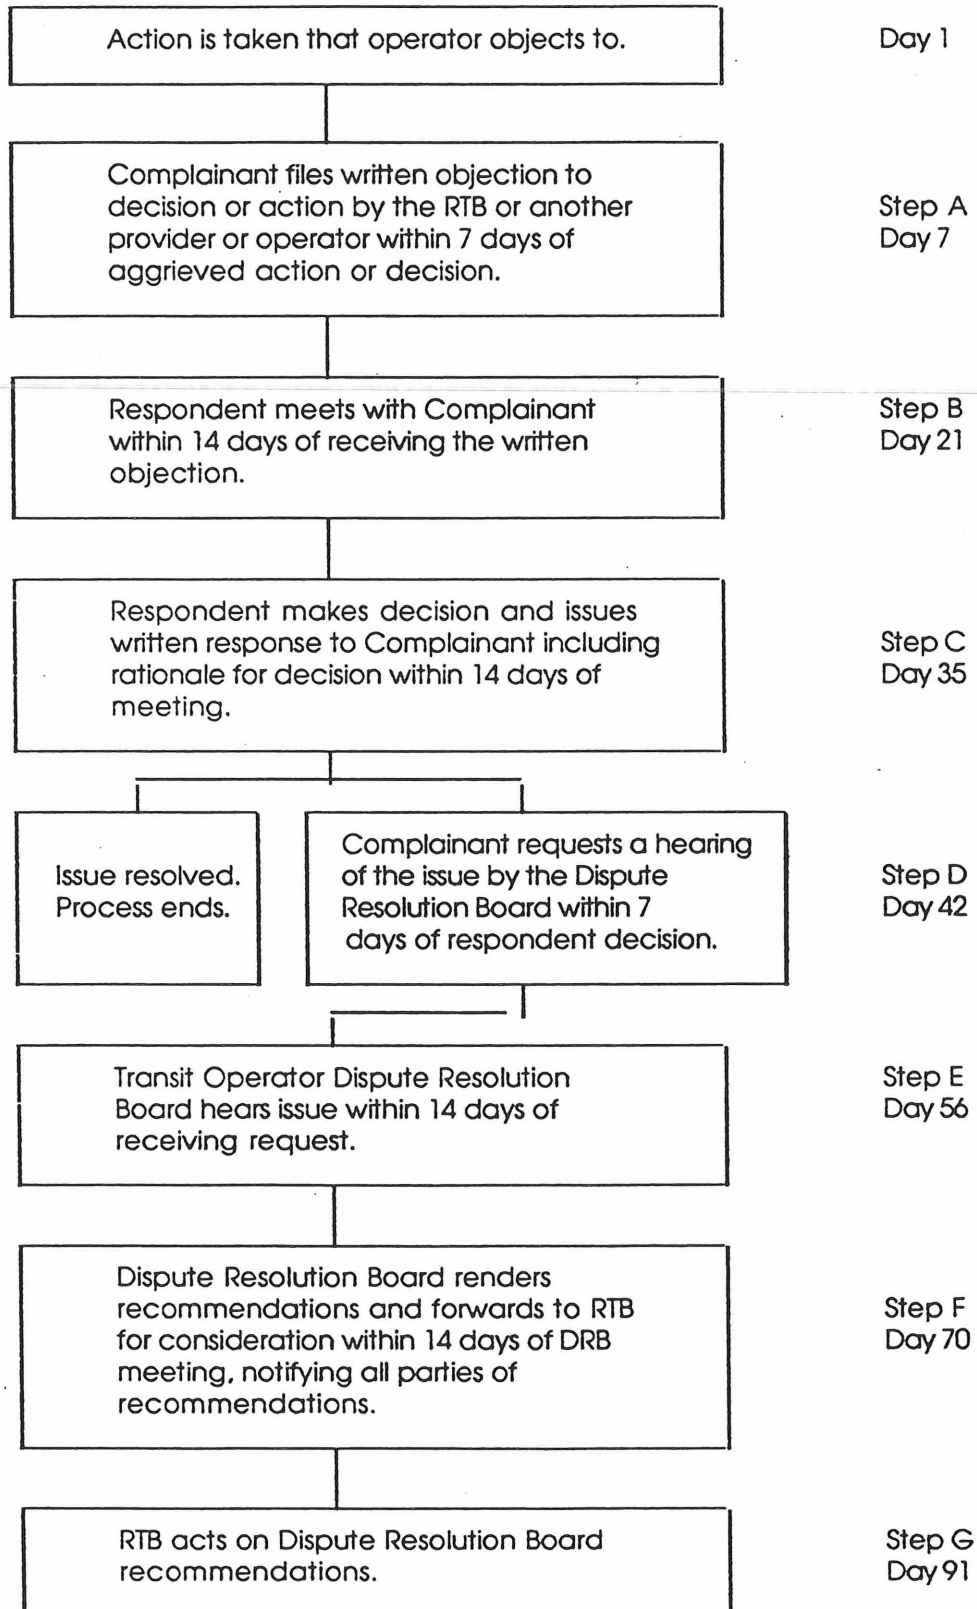 Action is taken that operator objects to.
Day 1
Complainant files written objection to
decision or action by the RTB or another
provider or operator within 7 days of
aggrieved action or decision.
Step A
Day 7
Respondent meets with Complainant
within 14 days of receiving the written
objection.
Step B
Day 21
Respondent makes decision and issues
written response to Complainant including
rationale for decision within 14 days of
meeting.
Step C
Day 35
Issue resolved.
Process ends.
Complainant requests a hearing
of the issue by the Dispute
Resolution Board within 7
days of respondent decision.
Step D
Day 42
Transit Operator Dispute Resolution
Board hears issue within 14 days of
receiving request.
Step E
Day 56
Dispute Resolution Board renders
recommendations and forwards to RTB
for consideration within 14 days of DRB
meeting, notifying all parties of
recommendations.
Step F
Day 70
RTB acts on Dispute Resolution Board
recommendations.
Step G
Day 91